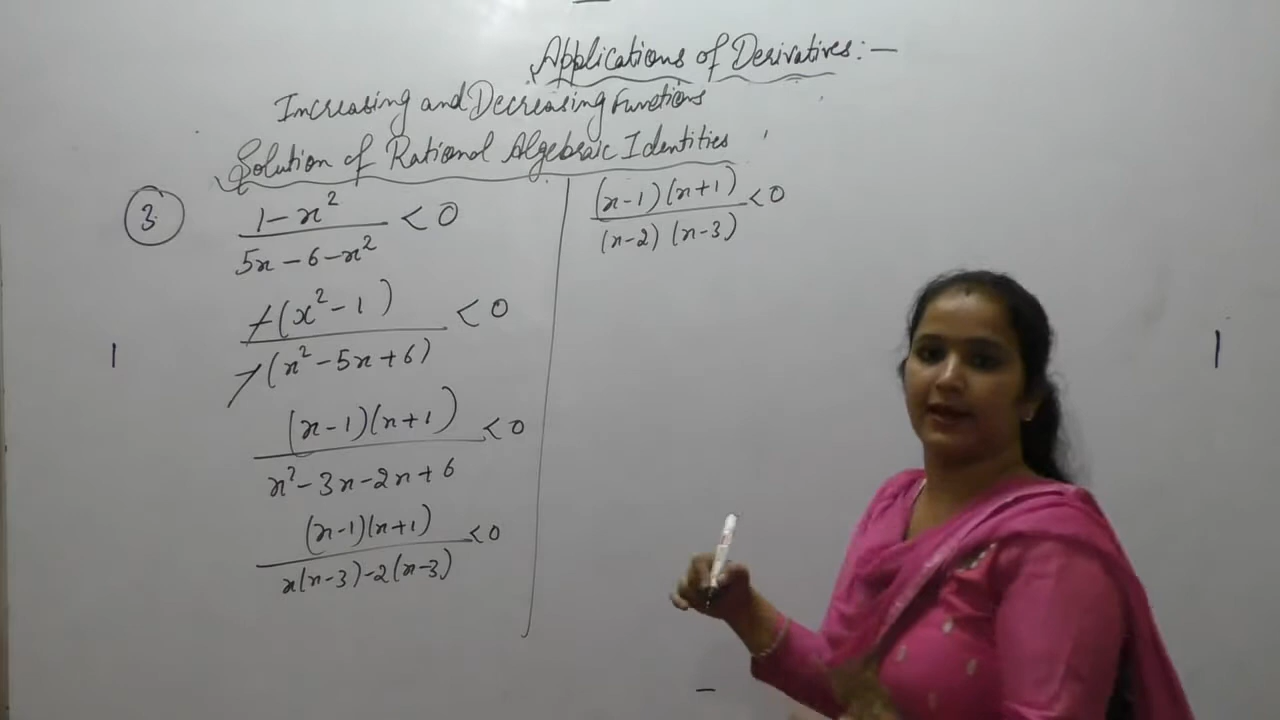 Applications of Derivatives:—
Increasing and Decreasing Functions
Solution of Rational Algebraic Identities
3
1-x²
< 0
5x-6-x²
-(x²-1)
< 0
-(x²-5x+6)
(x-1)(x+1)
< 0
x²-3x-2x+6
(x-1)(x+1)
< 0
x(x-3)-2(x-3)
(x-1)(x+1)
< 0
(x-2)(x-3)